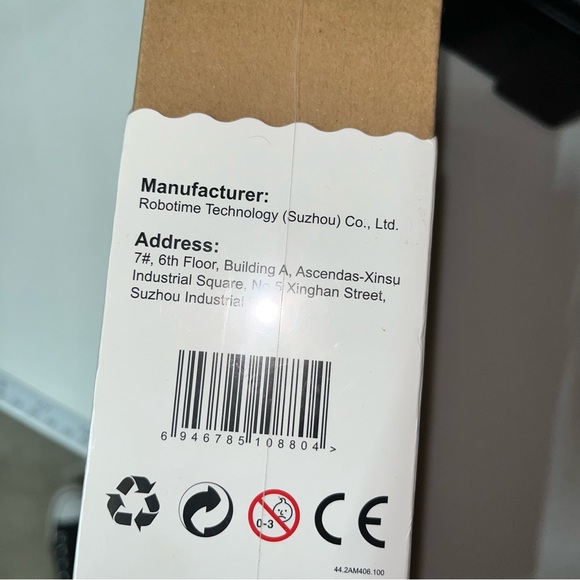 Manufacturer:
Robotime Technology (Suzhou) Co., Ltd.
Address:
7#, 6th Floor, Building A, Ascendas-Xinsu
Industrial Square, No.5 Xinghan Street,
Suzhou Industrial
6 946785 108804 >
0-3
CE
44.2AM406.100